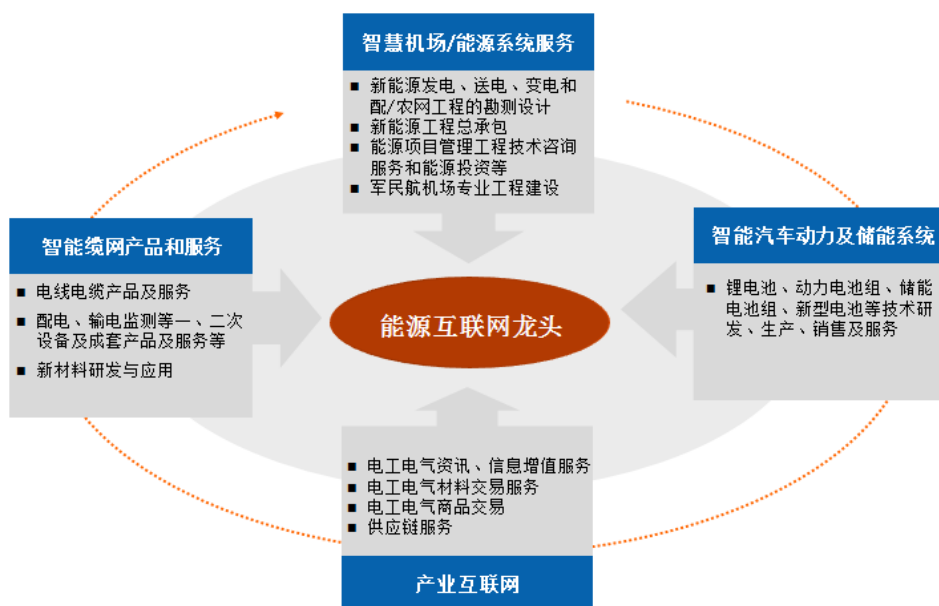 智慧机场/能源系统服务
■ 新能源发电、送电、变电和
配/农网工程的勘测设计
■ 新能源工程总承包
■ 能源项目管理工程技术咨询
服务和能源投资等
■ 军民航机场专业工程建设
智能缆网产品和服务
■ 电线电缆产品及服务
■ 配电、输电监测等一、二次
设备及成套产品及服务等
■ 新材料研发与应用
能源互联网龙头
智能汽车动力及储能系统
■ 锂电池、动力电池组、储能
电池组、新型电池等技术研
发、生产、销售及服务
■ 电工电气资讯、信息增值服务
■ 电工电气材料交易服务
■ 电工电气商品交易
■ 供应链服务
产业互联网